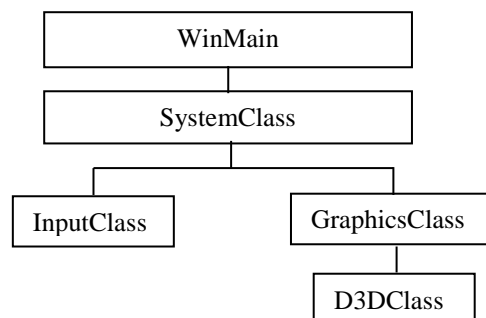 WinMain
SystemClass
InputClass
GraphicsClass
D3DClass